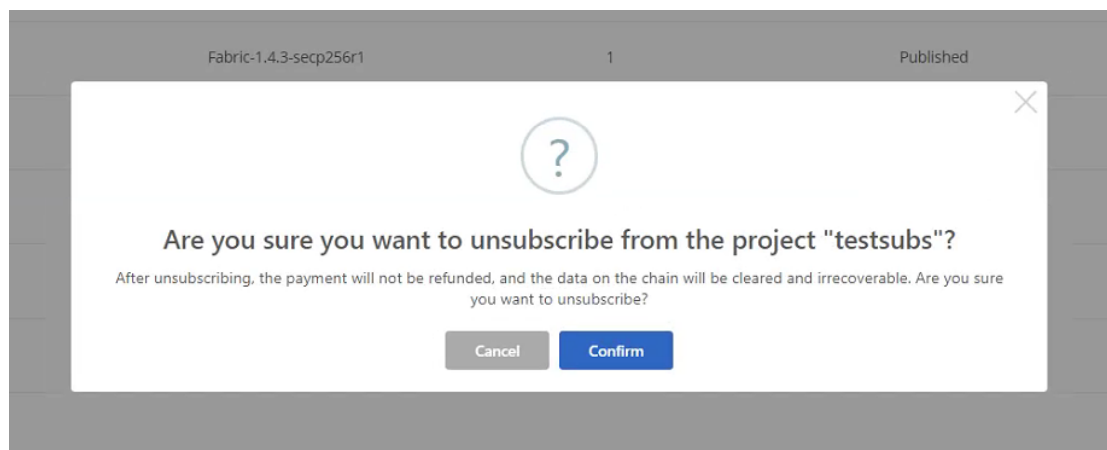 Fabric-1.4.3-secp256r1 1 Published
?
Are you sure you want to unsubscribe from the project "testsubs"?
After unsubscribing, the payment will not be refunded, and the data on the chain will be cleared and irrecoverable. Are you sure
you want to unsubscribe?
Cancel Confirm